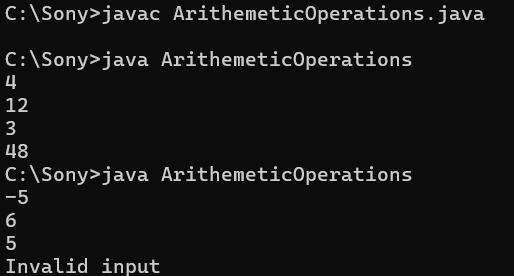 C:\Sony>javac ArithemeticOperations.java
C:\Sony>java ArithemeticOperations
4
12
3
48
C:\Sony>java ArithemeticOperations
-5
6
5
Invalid input